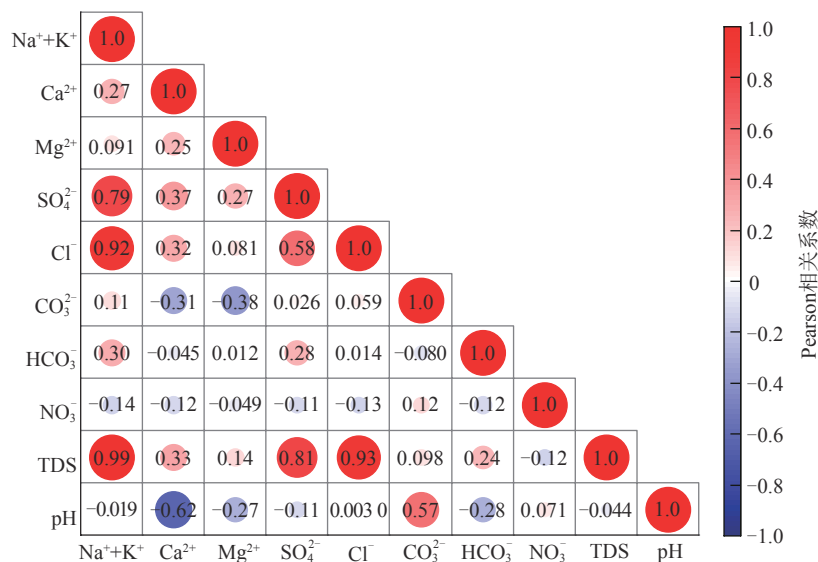 Na⁺+K⁺ 1.0
Ca²⁺ 0.27 1.0
Mg²⁺ 0.091 0.25 1.0
SO₄²⁻ 0.79 0.37 0.27 1.0
Cl⁻ 0.92 0.32 0.081 0.58 1.0
CO₃²⁻ 0.11 −0.31 −0.38 0.026 0.059 1.0
HCO₃⁻ 0.30 −0.045 0.012 0.28 0.014 −0.080 1.0
NO₃⁻ −0.14 −0.12 −0.049 −0.11 −0.13 0.12 −0.12 1.0
TDS 0.99 0.33 0.14 0.81 0.93 0.098 0.24 −0.12 1.0
pH −0.019 −0.62 −0.27 −0.11 0.003 0 0.57 −0.28 0.071 −0.044 1.0
Na⁺+K⁺ Ca²⁺ Mg²⁺ SO₄²⁻ Cl⁻ CO₃²⁻ HCO₃⁻ NO₃⁻ TDS pH
1.0
0.8
0.6
0.4
0.2
0
−0.2
−0.4
−0.6
−0.8
−1.0
Pearson相关系数